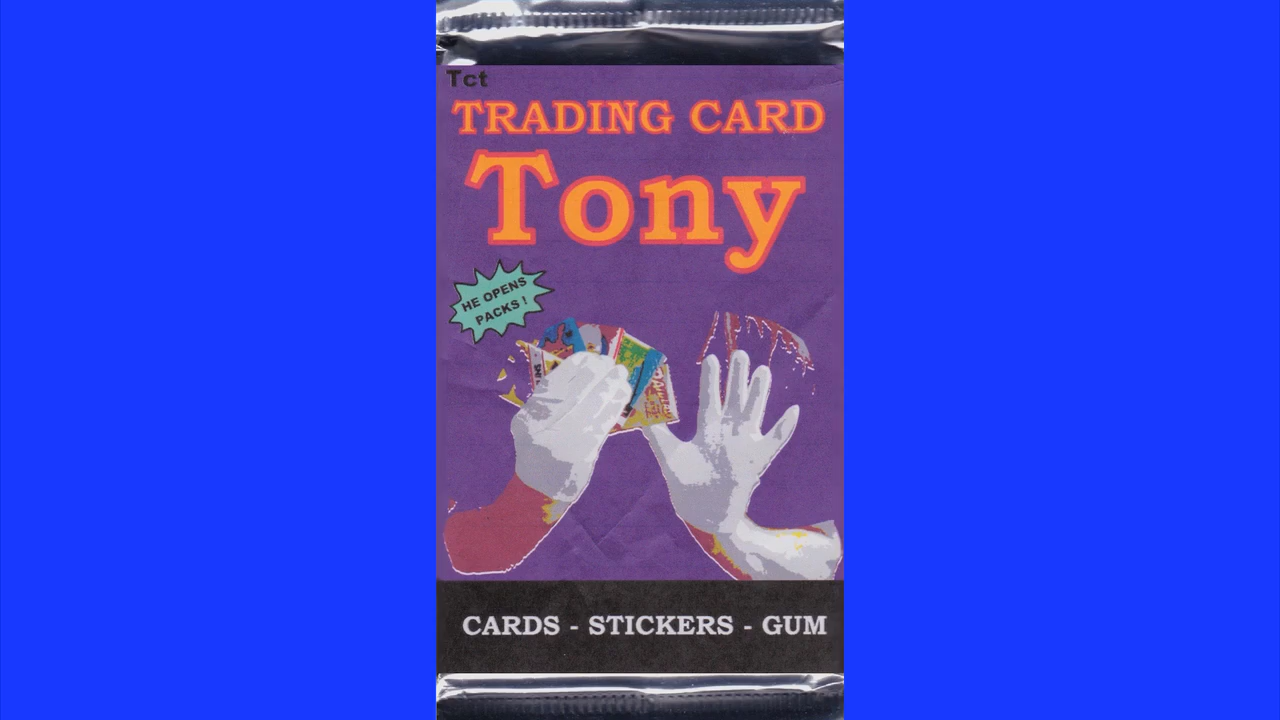 Tct
TRADING CARD
Tony
HE OPENS
PACKS !
CARDS - STICKERS - GUM